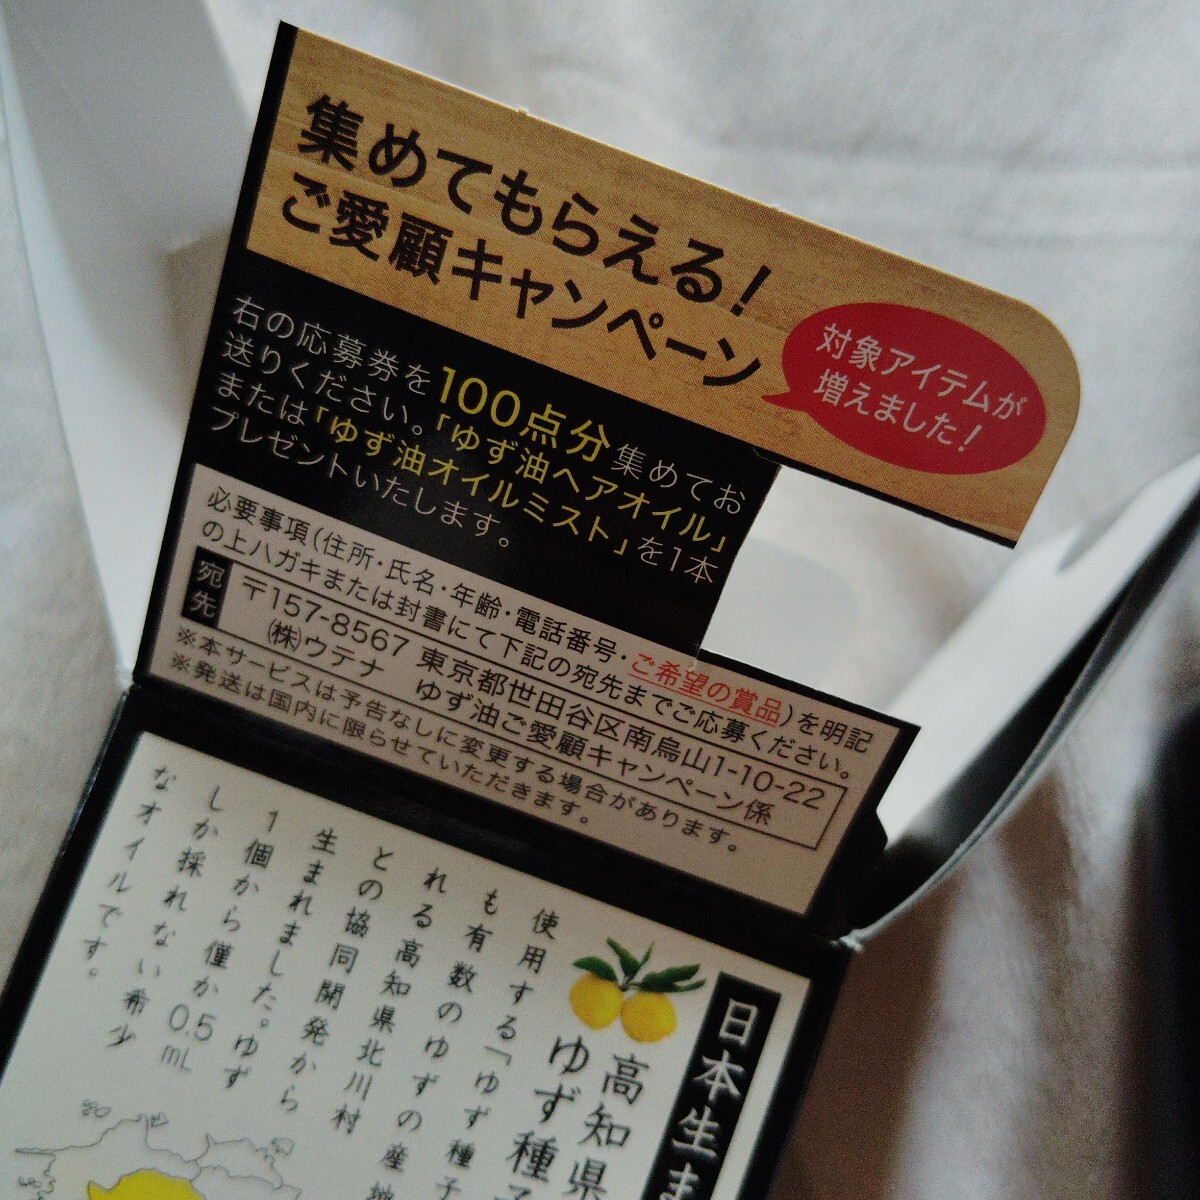 集めてもらえる!
ご愛顧キャンペーン
対象アイテムが
増えました!
右の応募券を100点分集めてお
送りください。「ゆず油ヘアオイル」
または「ゆず油オイルミスト」を1本
プレゼントいたします。
必要事項(住所・氏名・年齢・電話番号・ご希望の賞品)を明記
の上ハガキまたは封書にて下記の宛先までご応募ください。
宛先
〒157-8567 東京都世田谷区南烏山1-10-22
㈱ウテナ ゆず油ご愛顧キャンペーン係
※本サービスは予告なしに変更する場合があります。
※発送は国内に限らせていただきます。
日本生ま
高知県
ゆず種子
使用する「ゆず種子
も有数のゆずの産地
れる高知県北川村
との協同開発から
生まれました。ゆず
1個から僅か0.5mL
しか採れない希少
なオイルです。